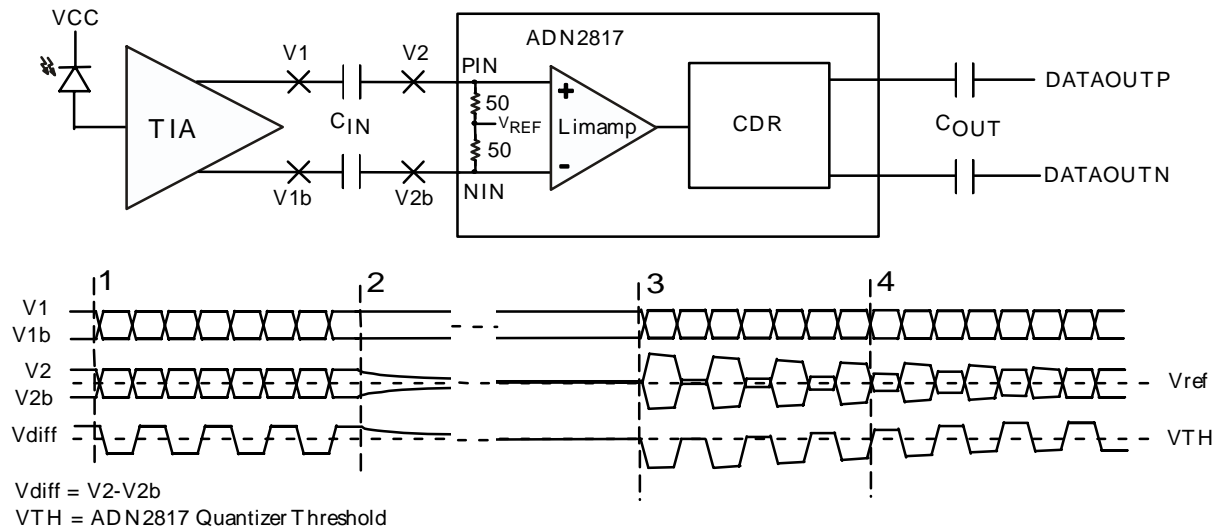 VCC
ADN2817
V1
V2
PIN
+
50
TIA
CIN
VREF
Limamp
CDR
COUT
DATAOUTP
50
-
V1b
V2b
NIN
DATAOUTN
1
2
3
4
V1
V1b
V2
Vref
V2b
Vdiff
VTH
Vdiff = V2-V2b
VTH = ADN2817 Quantizer Threshold